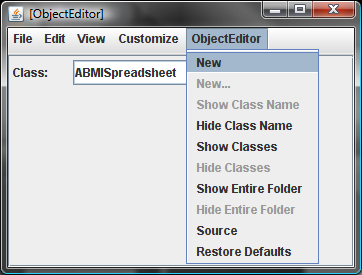 [ObjectEditor]
File Edit View Customize ObjectEditor
Class: ABMISpreadsheet
New
New...
Show Class Name
Hide Class Name
Show Classes
Hide Classes
Show Entire Folder
Hide Entire Folder
Source
Restore Defaults